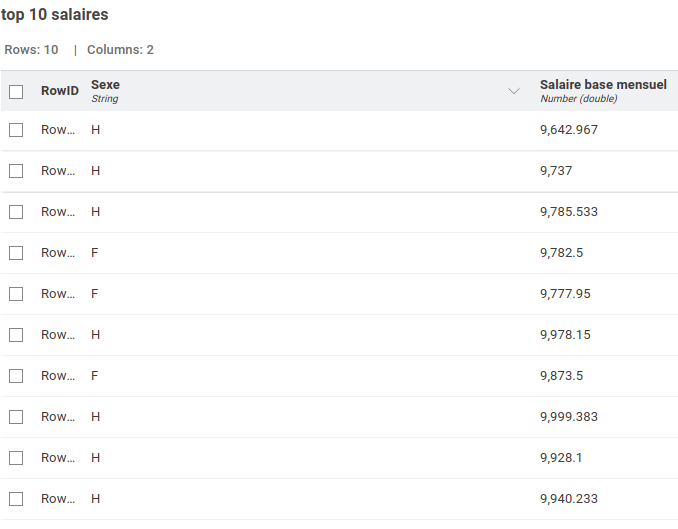 top 10 salaires
Rows: 10 | Columns: 2
RowID Sexe Salaire base mensuel
String Number (double)
Row... H 9,642.967
Row... H 9,737
Row... H 9,785.533
Row... F 9,782.5
Row... F 9,777.95
Row... H 9,978.15
Row... F 9,873.5
Row... H 9,999.383
Row... H 9,928.1
Row... H 9,940.233